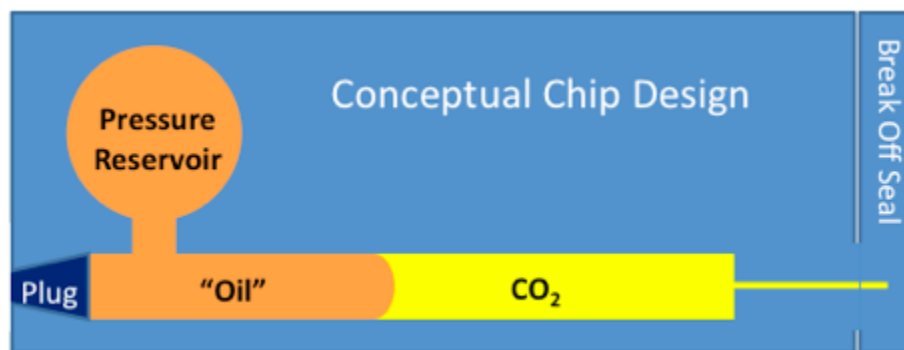 Conceptual Chip Design
Pressure
Reservoir
Break Off Seal
Plug
“Oil”
CO₂